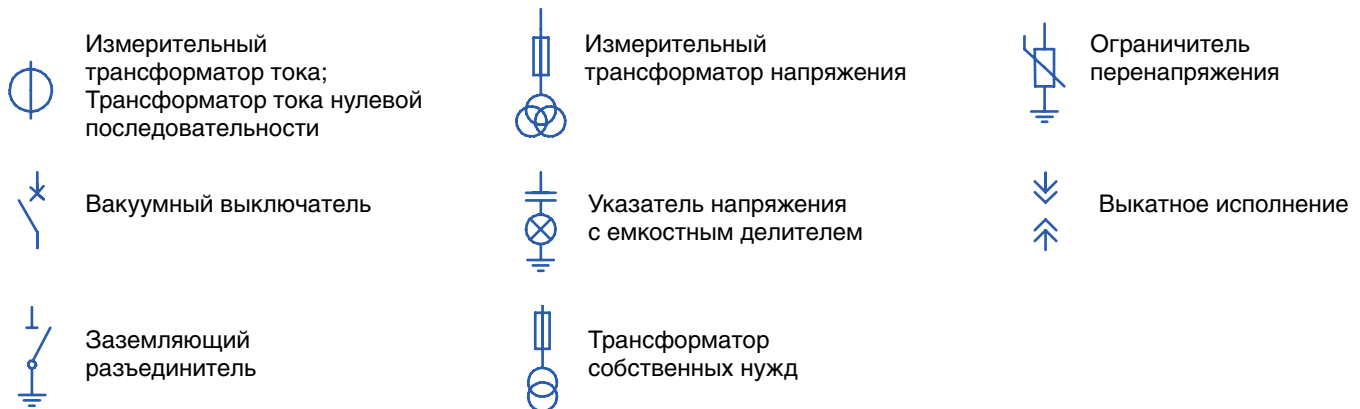 Измерительный
трансформатор тока;
Трансформатор тока нулевой
последовательности
Измерительный
трансформатор напряжения
Ограничитель
перенапряжения
Вакуумный выключатель
Указатель напряжения
с емкостным делителем
Выкатное исполнение
Заземляющий
разъединитель
Трансформатор
собственных нужд